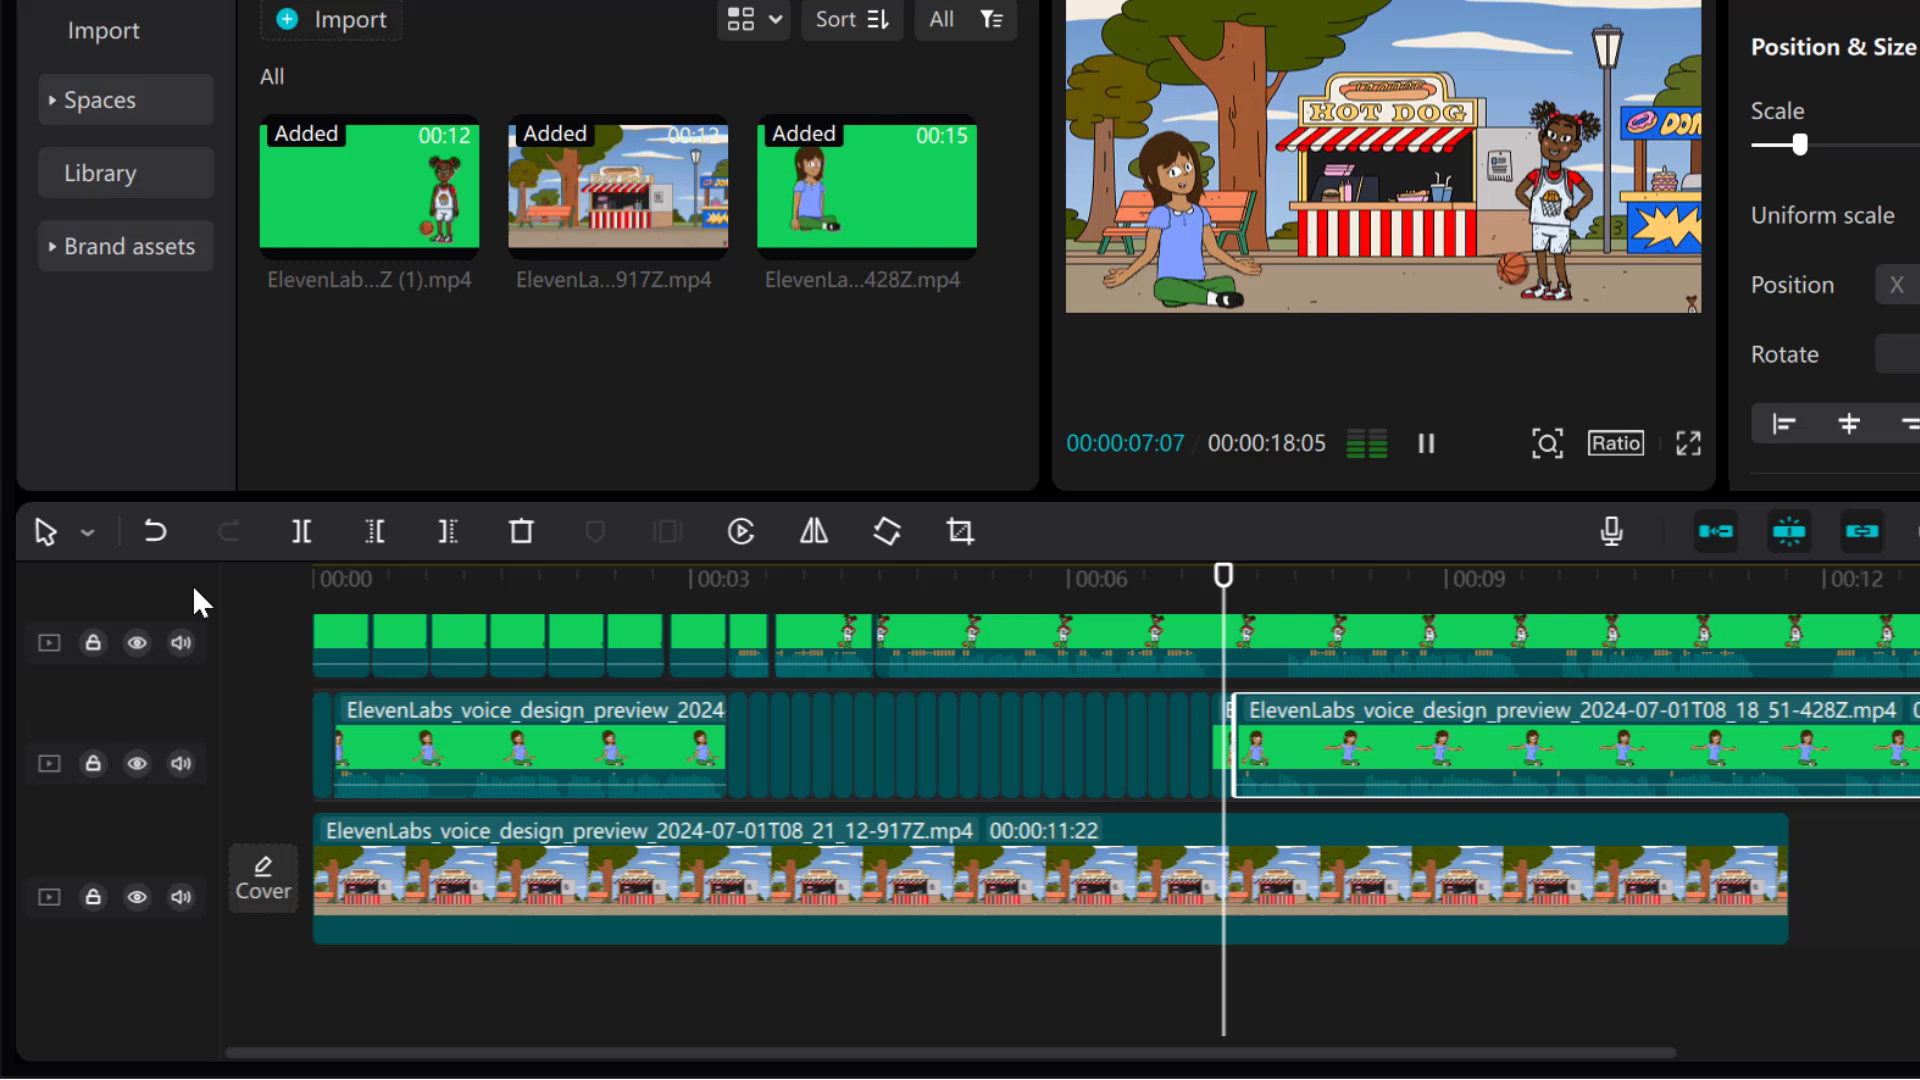 Import
Spaces
Library
Brand assets
Import
Sort
All
All
Added 00:12
Added 00:12
Added 00:15
ElevenLab...Z (1).mp4
ElevenLa...917Z.mp4
ElevenLa...428Z.mp4
HOT DOG
DON
00:00:07:07 / 00:00:18:05
Ratio
Position & Size
Scale
Uniform scale
Position X
Rotate
00:00
00:03
00:06
00:09
00:12
ElevenLabs_voice_design_preview_2024
E
ElevenLabs_voice_design_preview_2024-07-01T08_18_51-428Z.mp4
Cover
ElevenLabs_voice_design_preview_2024-07-01T08_21_12-917Z.mp4 00:00:11:22